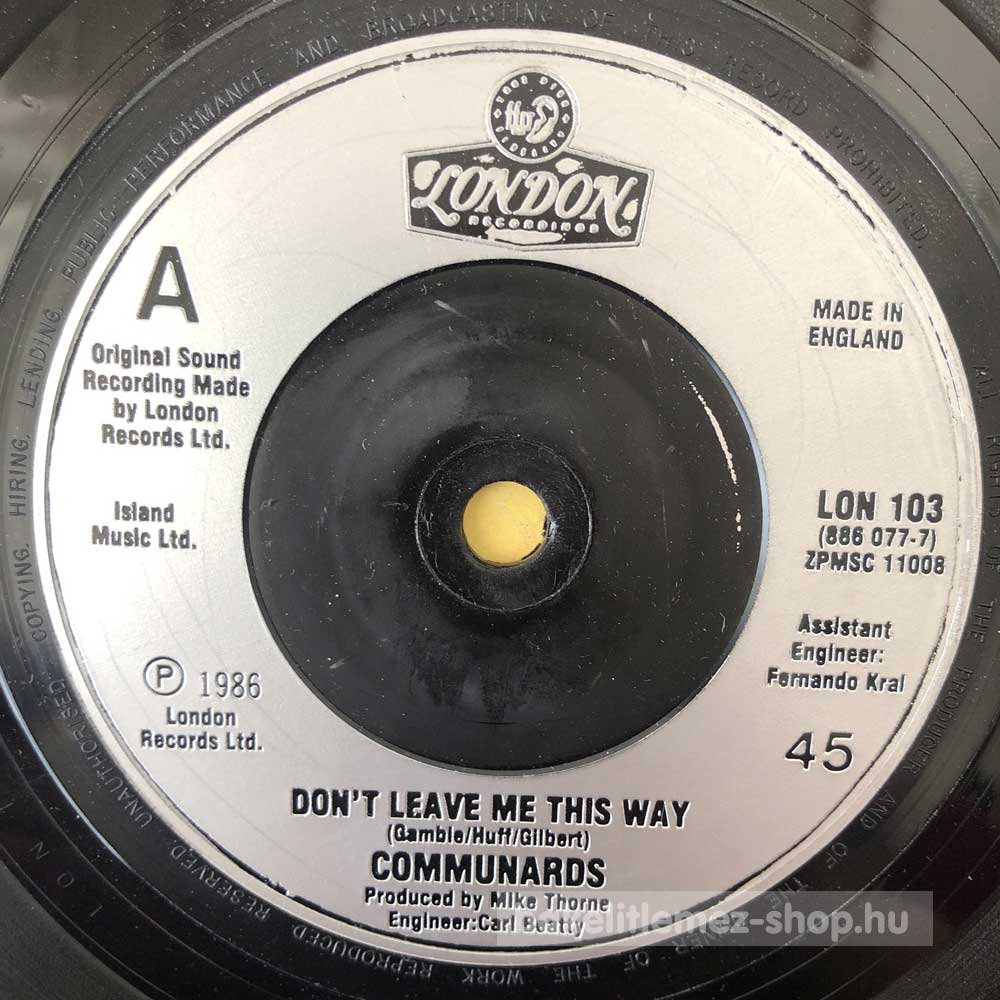 LONDON
RECORDINGS
A
Original Sound
Recording Made
by London
Records Ltd.
Island
Music Ltd.
Ⓟ 1986
London
Records Ltd.
MADE IN
ENGLAND
LON 103
(886 077-7)
ZPMSC 11008
Assistant
Engineer:
Fernando Kral
45
DON'T LEAVE ME THIS WAY
(Gamble/Huff/Gilbert)
COMMUNARDS
Produced by Mike Thorne
Engineer:Carl Beatty
ALL RIGHTS OF THE PRODUCER AND OF THE OWNER OF THE WORK REPRODUCED RESERVED. UNAUTHORISED COPYING, HIRING, LENDING, PUBLIC PERFORMANCE AND BROADCASTING OF THIS RECORD PROHIBITED.
bakelitlemez-shop.hu